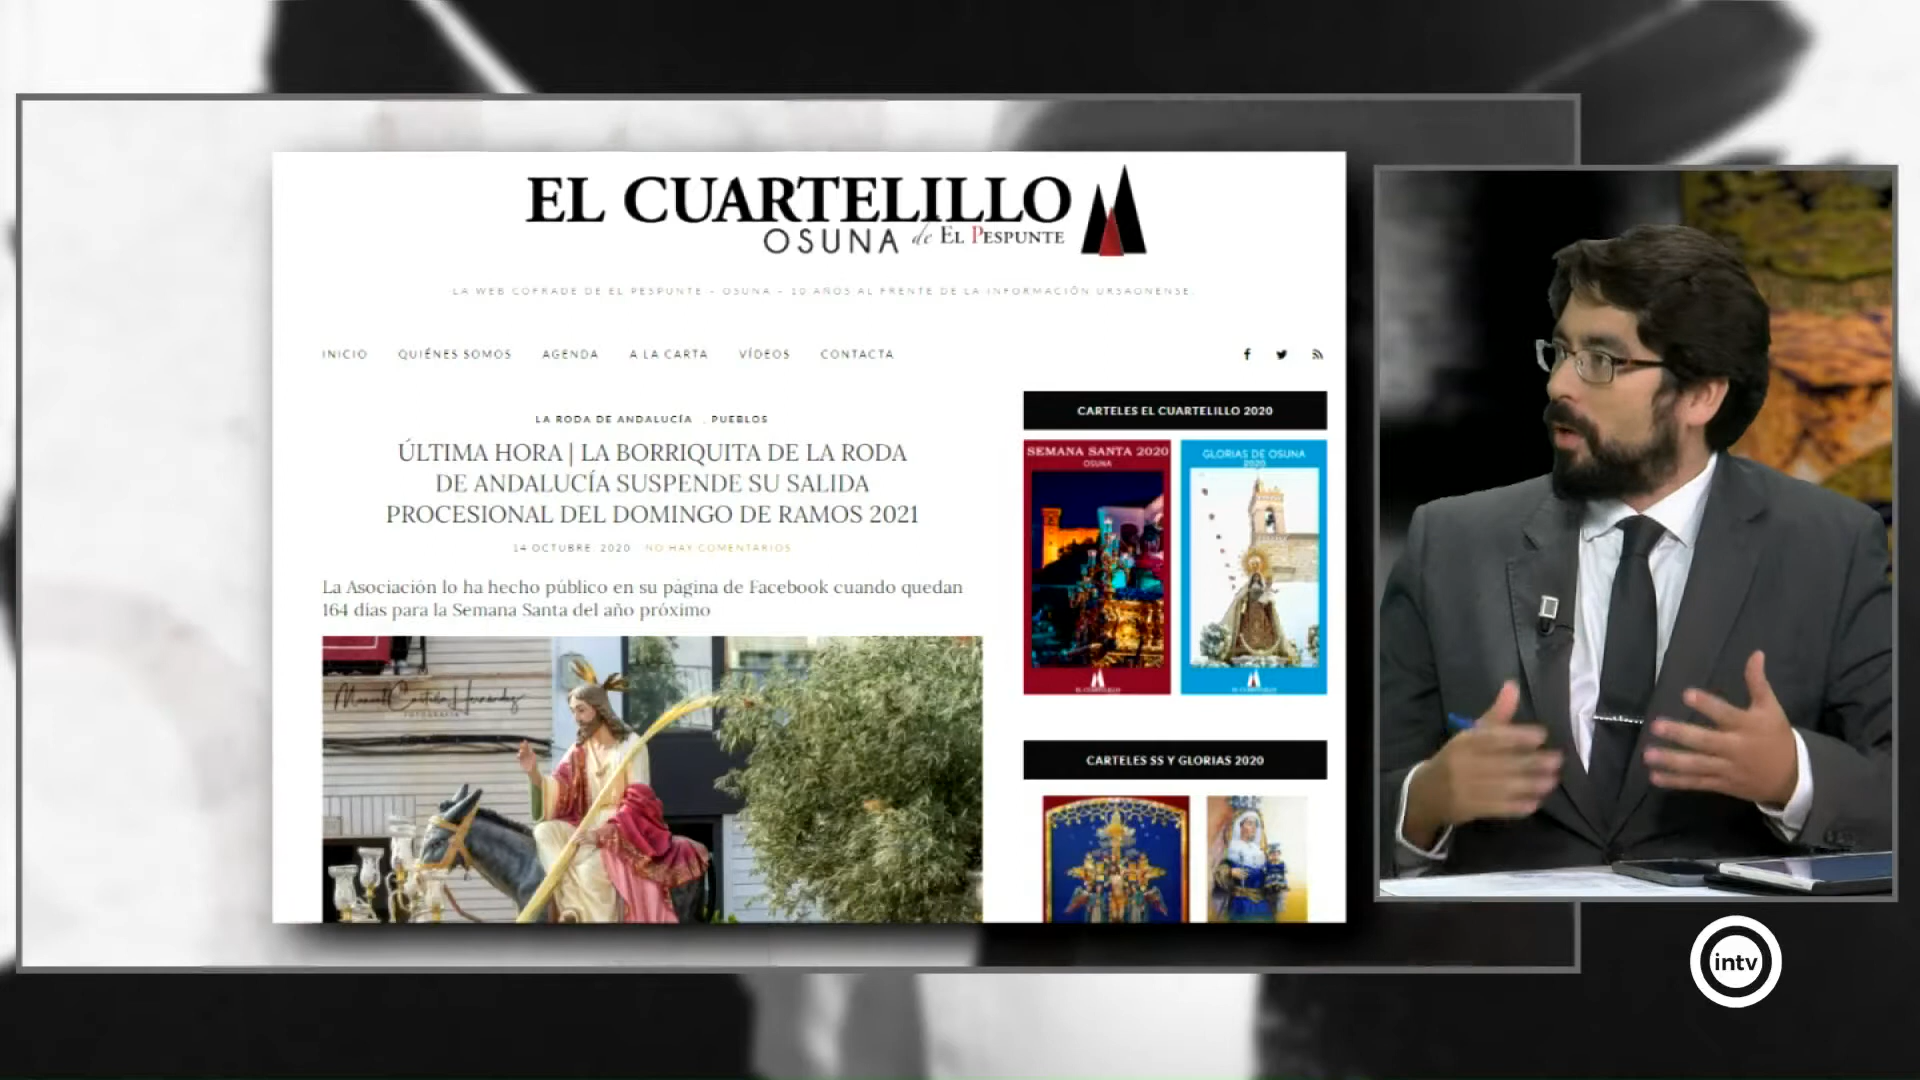 EL CUARTELILLO
OSUNA de EL PESPUNTE
LA WEB COFRADE DE EL PESPUNTE - OSUNA - 10 AÑOS AL FRENTE DE LA INFORMACIÓN URSAONENSE.
INICIO QUIÉNES SOMOS AGENDA A LA CARTA VÍDEOS CONTACTA
LA RODA DE ANDALUCÍA , PUEBLOS
ÚLTIMA HORA | LA BORRIQUITA DE LA RODA
DE ANDALUCÍA SUSPENDE SU SALIDA
PROCESIONAL DEL DOMINGO DE RAMOS 2021
14 OCTUBRE, 2020 NO HAY COMENTARIOS
La Asociación lo ha hecho público en su página de Facebook cuando quedan
164 días para la Semana Santa del año próximo
FOTOGRAFÍA
CARTELES EL CUARTELILLO 2020
SEMANA SANTA 2020
OSUNA
EL CUARTELILLO
GLORIAS DE OSUNA
2020
EL CUARTELILLO
CARTELES SS Y GLORIAS 2020
intv